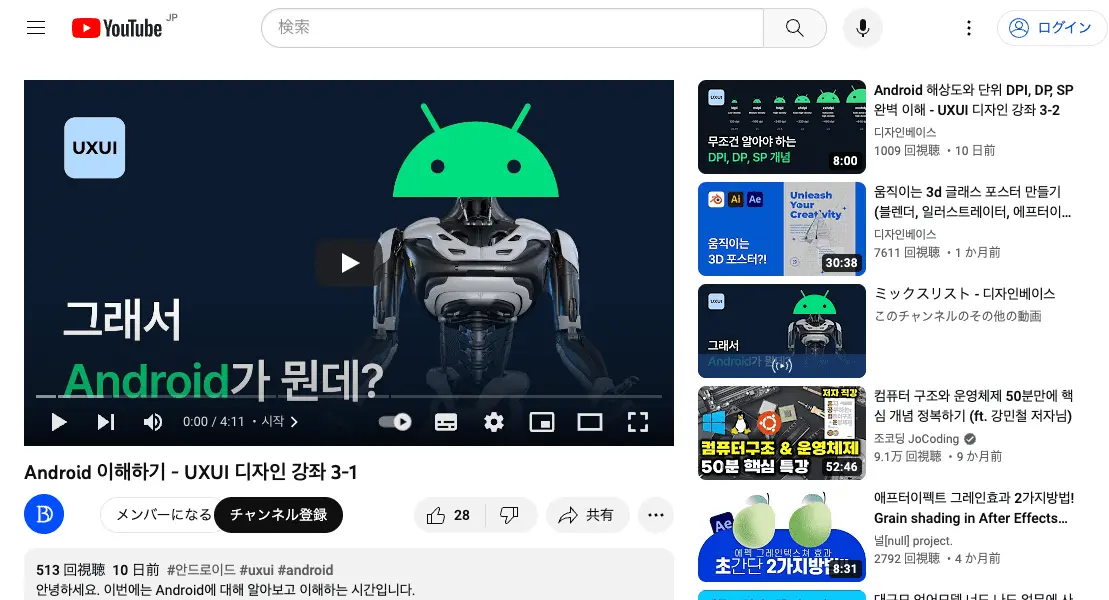 YouTube JP
検索
ログイン
UXUI
그래서
Android가 뭔데?
0:00 / 4:11 • 시작
Android 이해하기 - UXUI 디자인 강좌 3-1
メンバーになる
チャンネル登録
28
共有
513 回視聴 10 日前 #안드로이드 #uxui #android
안녕하세요. 이번에는 Android에 대해 알아보고 이해하는 시간입니다.
UXUI
무조건 알아야 하는
DPI, DP, SP 개념
8:00
Android 해상도와 단위 DPI, DP, SP
완벽 이해 - UXUI 디자인 강좌 3-2
디자인베이스
1009 回視聴 • 10 日前
Ai Ae
Unleash
Your
Creativity
움직이는
3D 포스터?!
30:38
움직이는 3d 글래스 포스터 만들기
(블렌더, 일러스트레이터, 에프터이...
디자인베이스
7611 回視聴 • 1 か月前
UXUI
그래서
Android가 뭔데?
ミックスリスト - 디자인베이스
このチャンネルのその他の動画
저자 직강
컴퓨터구조 & 운영체제
50분 핵심 특강
52:46
컴퓨터 구조와 운영체제 50분만에 핵
심 개념 정복하기 (ft. 강민철 저자님)
조코딩 JoCoding
9.1万 回視聴 • 9 か月前
Ae
에펙 그레인텍스쳐 효과
초간단 2가지방법!!
8:31
애프터이펙트 그레인효과 2가지방법!
Grain shading in After Effects...
널[null] project.
2792 回視聴 • 4 か月前